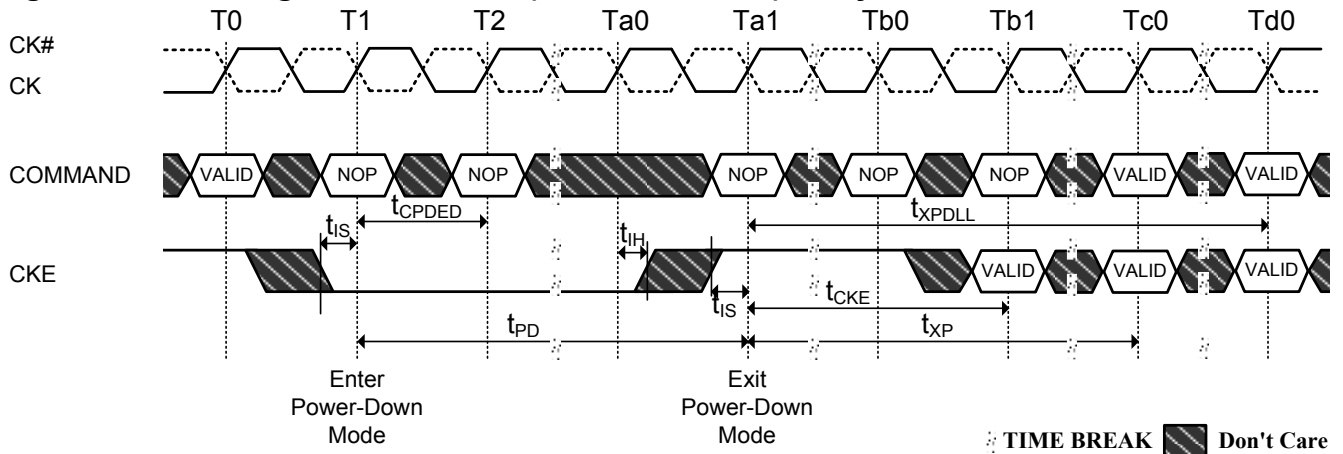 T0 T1 T2 Ta0 Ta1 Tb0 Tb1 Tc0 Td0
CK#
CK
COMMAND VALID NOP NOP NOP NOP NOP VALID VALID
tCPDED tXPDLL
tIS tIH
CKE VALID VALID VALID
tIS tCKE
tPD tXP
Enter
Power-Down
Mode
Exit
Power-Down
Mode
TIME BREAK Don't Care